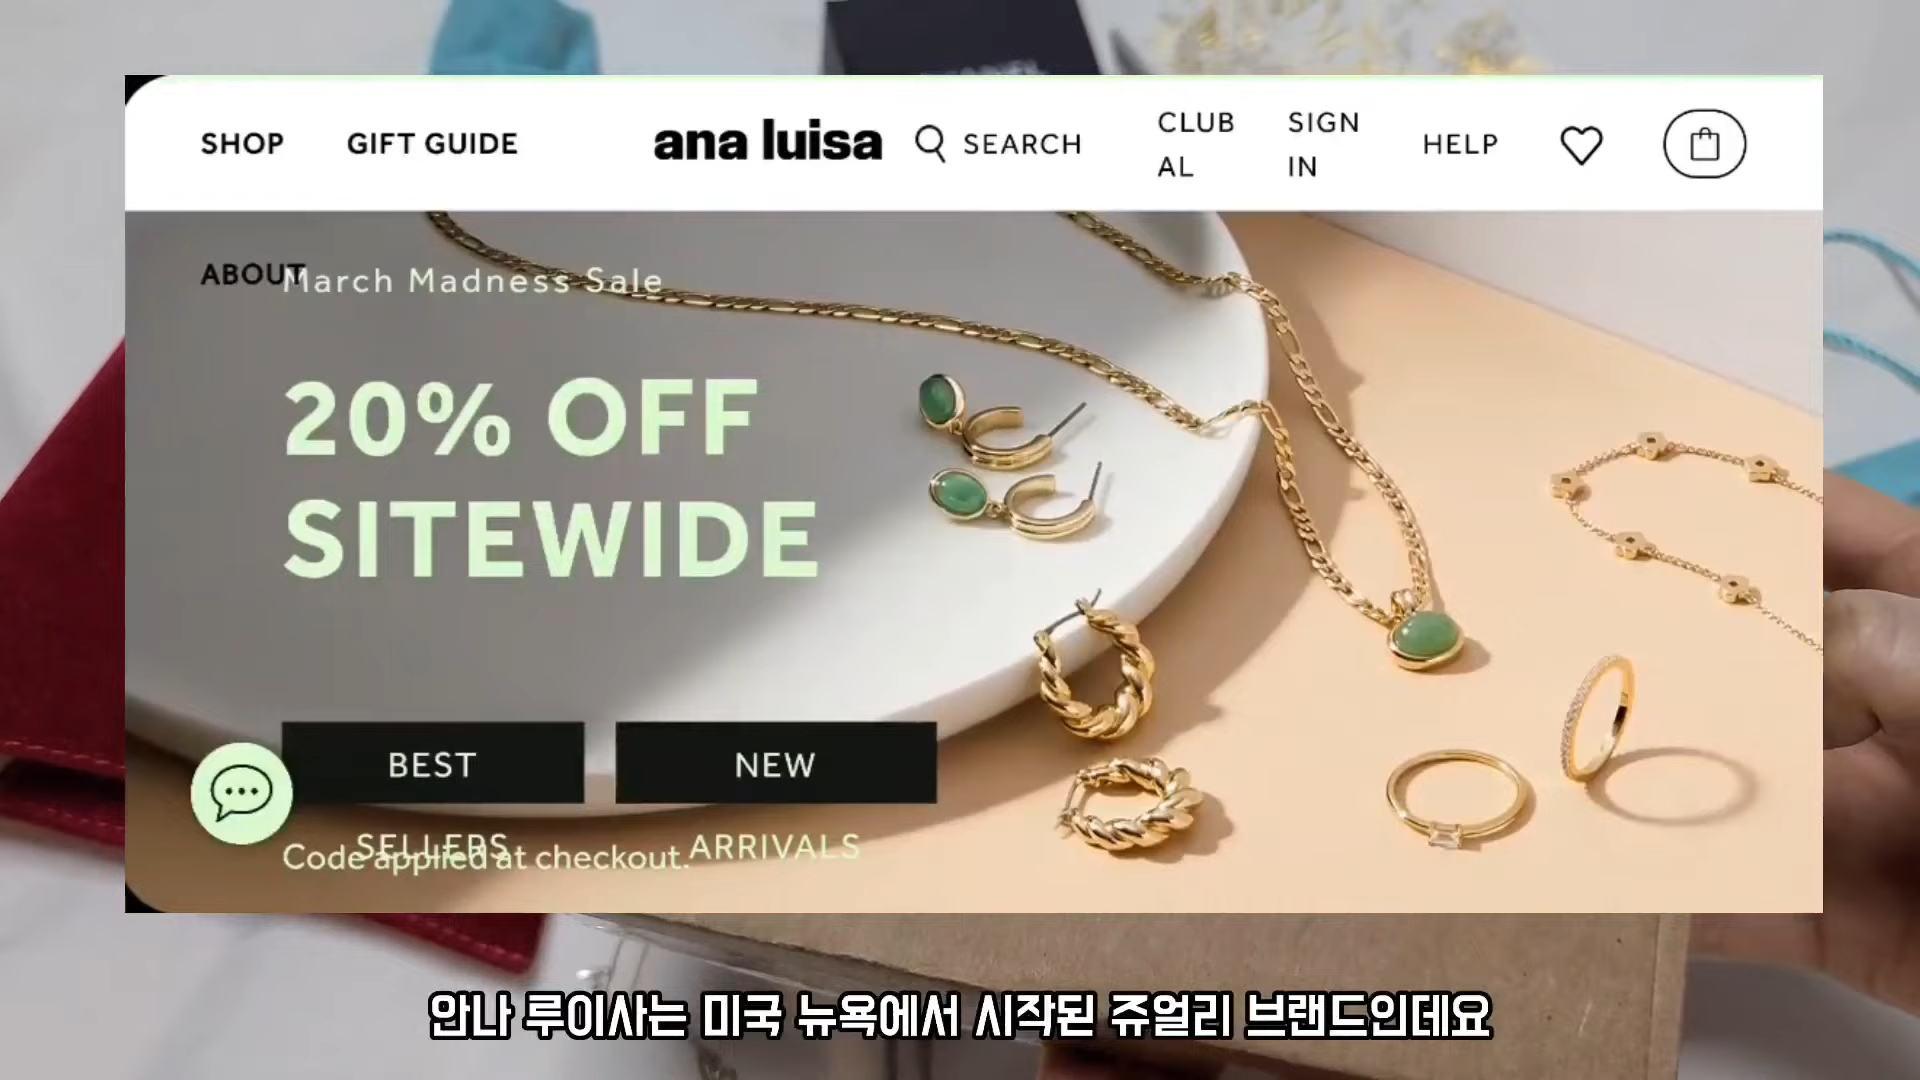 SHOP
GIFT GUIDE
ana luisa
SEARCH
CLUB
AL
SIGN
IN
HELP
ABOUT
March Madness Sale
20% OFF
SITEWIDE
BEST
SELLERS
NEW
ARRIVALS
Code applied at checkout.
안나 루이사는 미국 뉴욕에서 시작된 쥬얼리 브랜드인데요